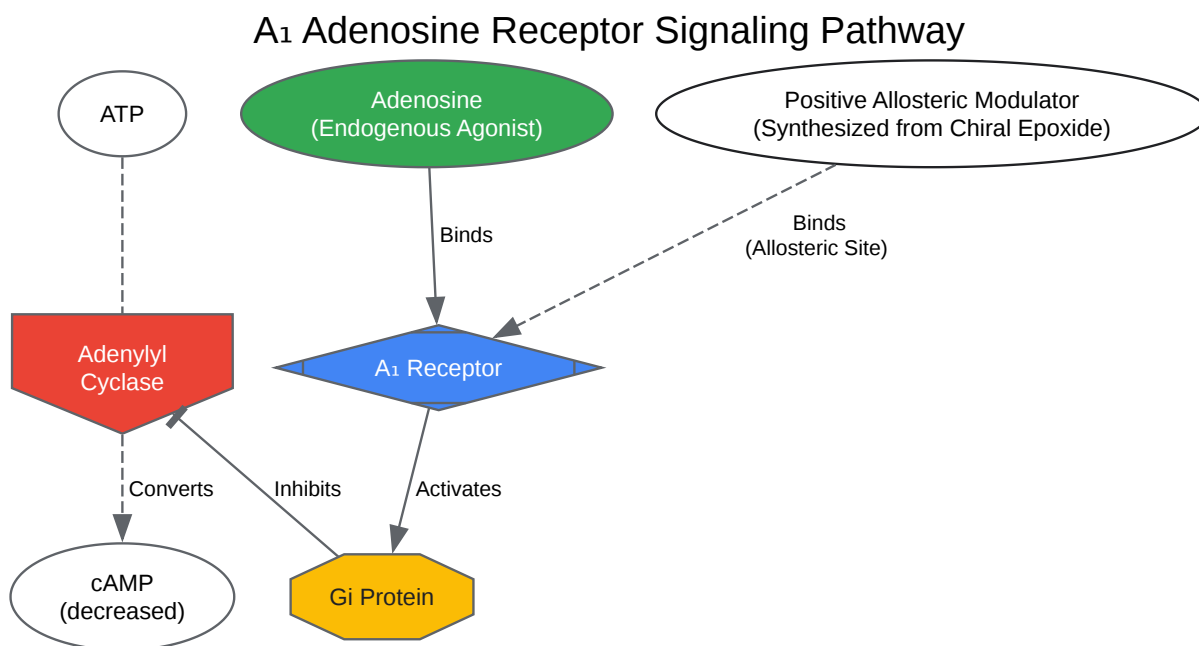 A₁ Adenosine Receptor Signaling Pathway
ATP
Adenosine
(Endogenous Agonist)
Positive Allosteric Modulator
(Synthesized from Chiral Epoxide)
Binds
Binds
(Allosteric Site)
Adenylyl
Cyclase
A₁ Receptor
Converts
Inhibits
Activates
cAMP
(decreased)
Gi Protein